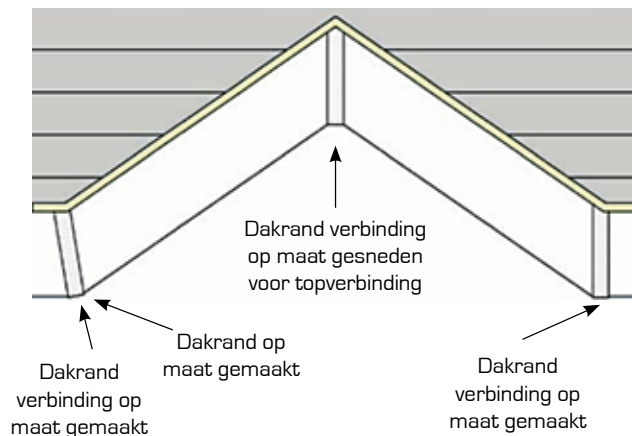 Dakrand verbinding
op maat gesneden
voor topverbinding
Dakrand op
maat gemaakt
Dakrand
verbinding op
maat gemaakt
Dakrand
verbinding op
maat gemaakt